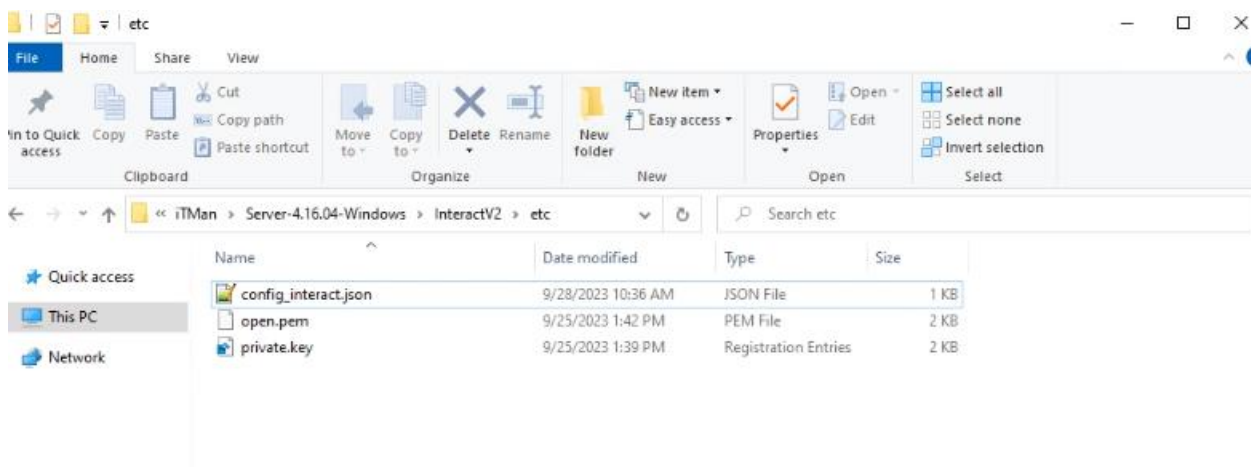 etc
File Home Share View
Cut
Copy path
Paste shortcut
Pin to Quick access
Copy
Paste
Clipboard
Move to
Copy to
Delete
Rename
Organize
New folder
New item
Easy access
New
Properties
Open
Edit
Open
Select all
Select none
Invert selection
Select
« iTMan > Server-4.16.04-Windows > InteractV2 > etc
Search etc
Quick access
This PC
Network
Name Date modified Type Size
config_interact.json 9/28/2023 10:36 AM JSON File 1 KB
open.pem 9/25/2023 1:42 PM PEM File 2 KB
private.key 9/25/2023 1:39 PM Registration Entries 2 KB